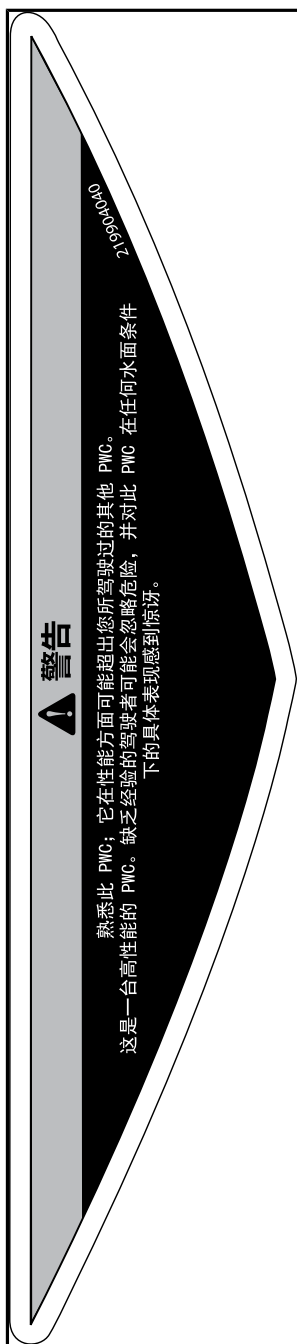 警告
熟悉此 PWC; 它在性能方面可能超出您所驾驶过的其他 PWC。
这是一台高性能的 PWC。缺乏经验的驾驶者可能会忽略危险, 并对此 PWC 在任何水面条件
下的具体表现感到惊讶。
219904040